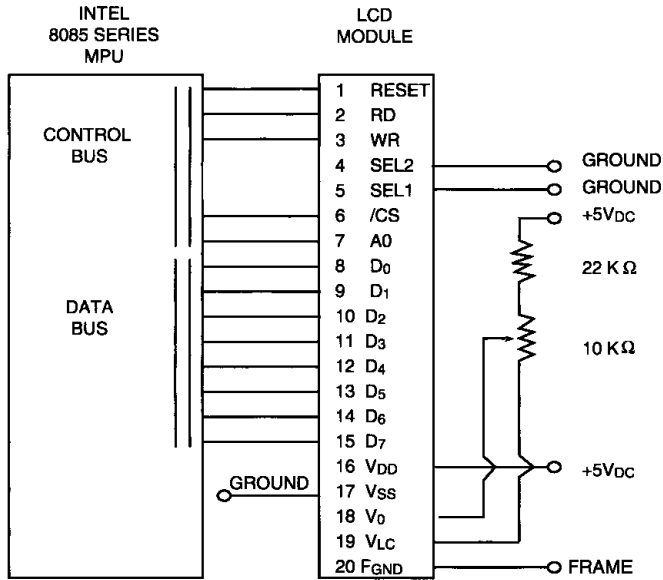 INTEL
8085 SERIES
MPU
LCD
MODULE
CONTROL
BUS
DATA
BUS
1 RESET
2 RD
3 WR
4 SEL2
5 SEL1
6 /CS
7 A0
8 D0
9 D1
10 D2
11 D3
12 D4
13 D5
14 D6
15 D7
16 VDD
17 VSS
18 V0
19 VLC
20 FGND
GROUND
GROUND
GROUND
+5VDC
22 KΩ
10 KΩ
+5VDC
FRAME